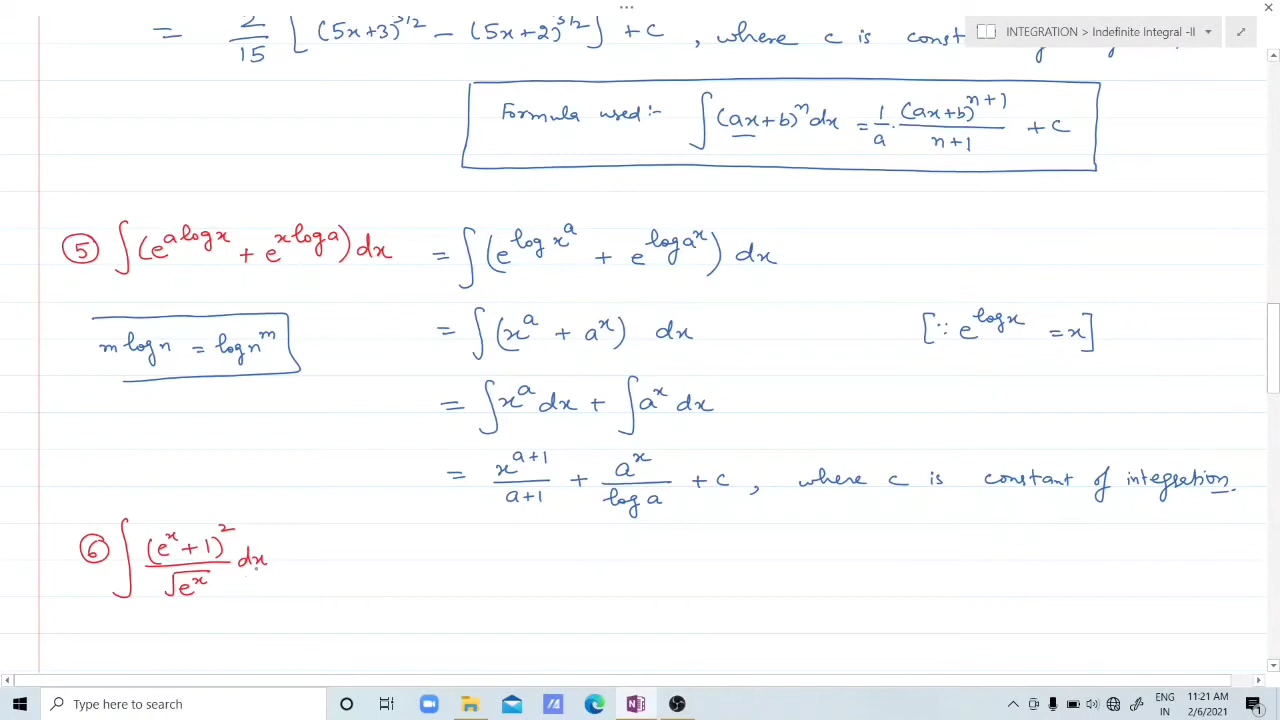 = 2/15 [(5x+3)^3/2 - (5x+2)^3/2] + c , where c is
INTEGRATION > Indefinite Integral -II
Formula used :- ∫(ax+b)^n dx = 1/a · (ax+b)^n+1/n+1 + c
⑤ ∫(e^a log x + e^x log a) dx = ∫(e^log x^a + e^log a^x) dx
m log n = log n^m
= ∫(x^a + a^x) dx [∵ e^log x = x]
= ∫x^a dx + ∫a^x dx
= x^a+1/a+1 + a^x/log a + c , where c is constant of integration.
⑥ ∫ (e^x + 1)^2/√e^x dx
Type here to search
ENG
IN
11:21 AM
2/6/2021